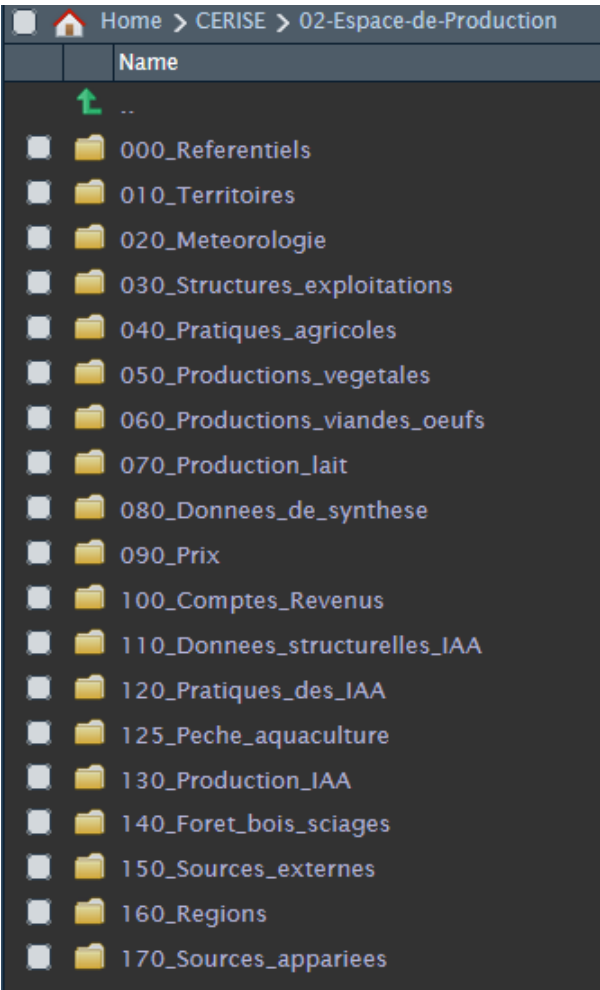 Home > CERISE > 02-Espace-de-Production
Name
..
000_Referentiels
010_Territoires
020_Meteorologie
030_Structures_exploitations
040_Pratiques_agricoles
050_Productions_vegetales
060_Productions_viandes_oeufs
070_Production_lait
080_Donnees_de_synthese
090_Prix
100_Comptes_Revenus
110_Donnees_structurelles_IAA
120_Pratiques_des_IAA
125_Peche_aquaculture
130_Production_IAA
140_Foret_bois_sciages
150_Sources_externes
160_Regions
170_Sources_appariees